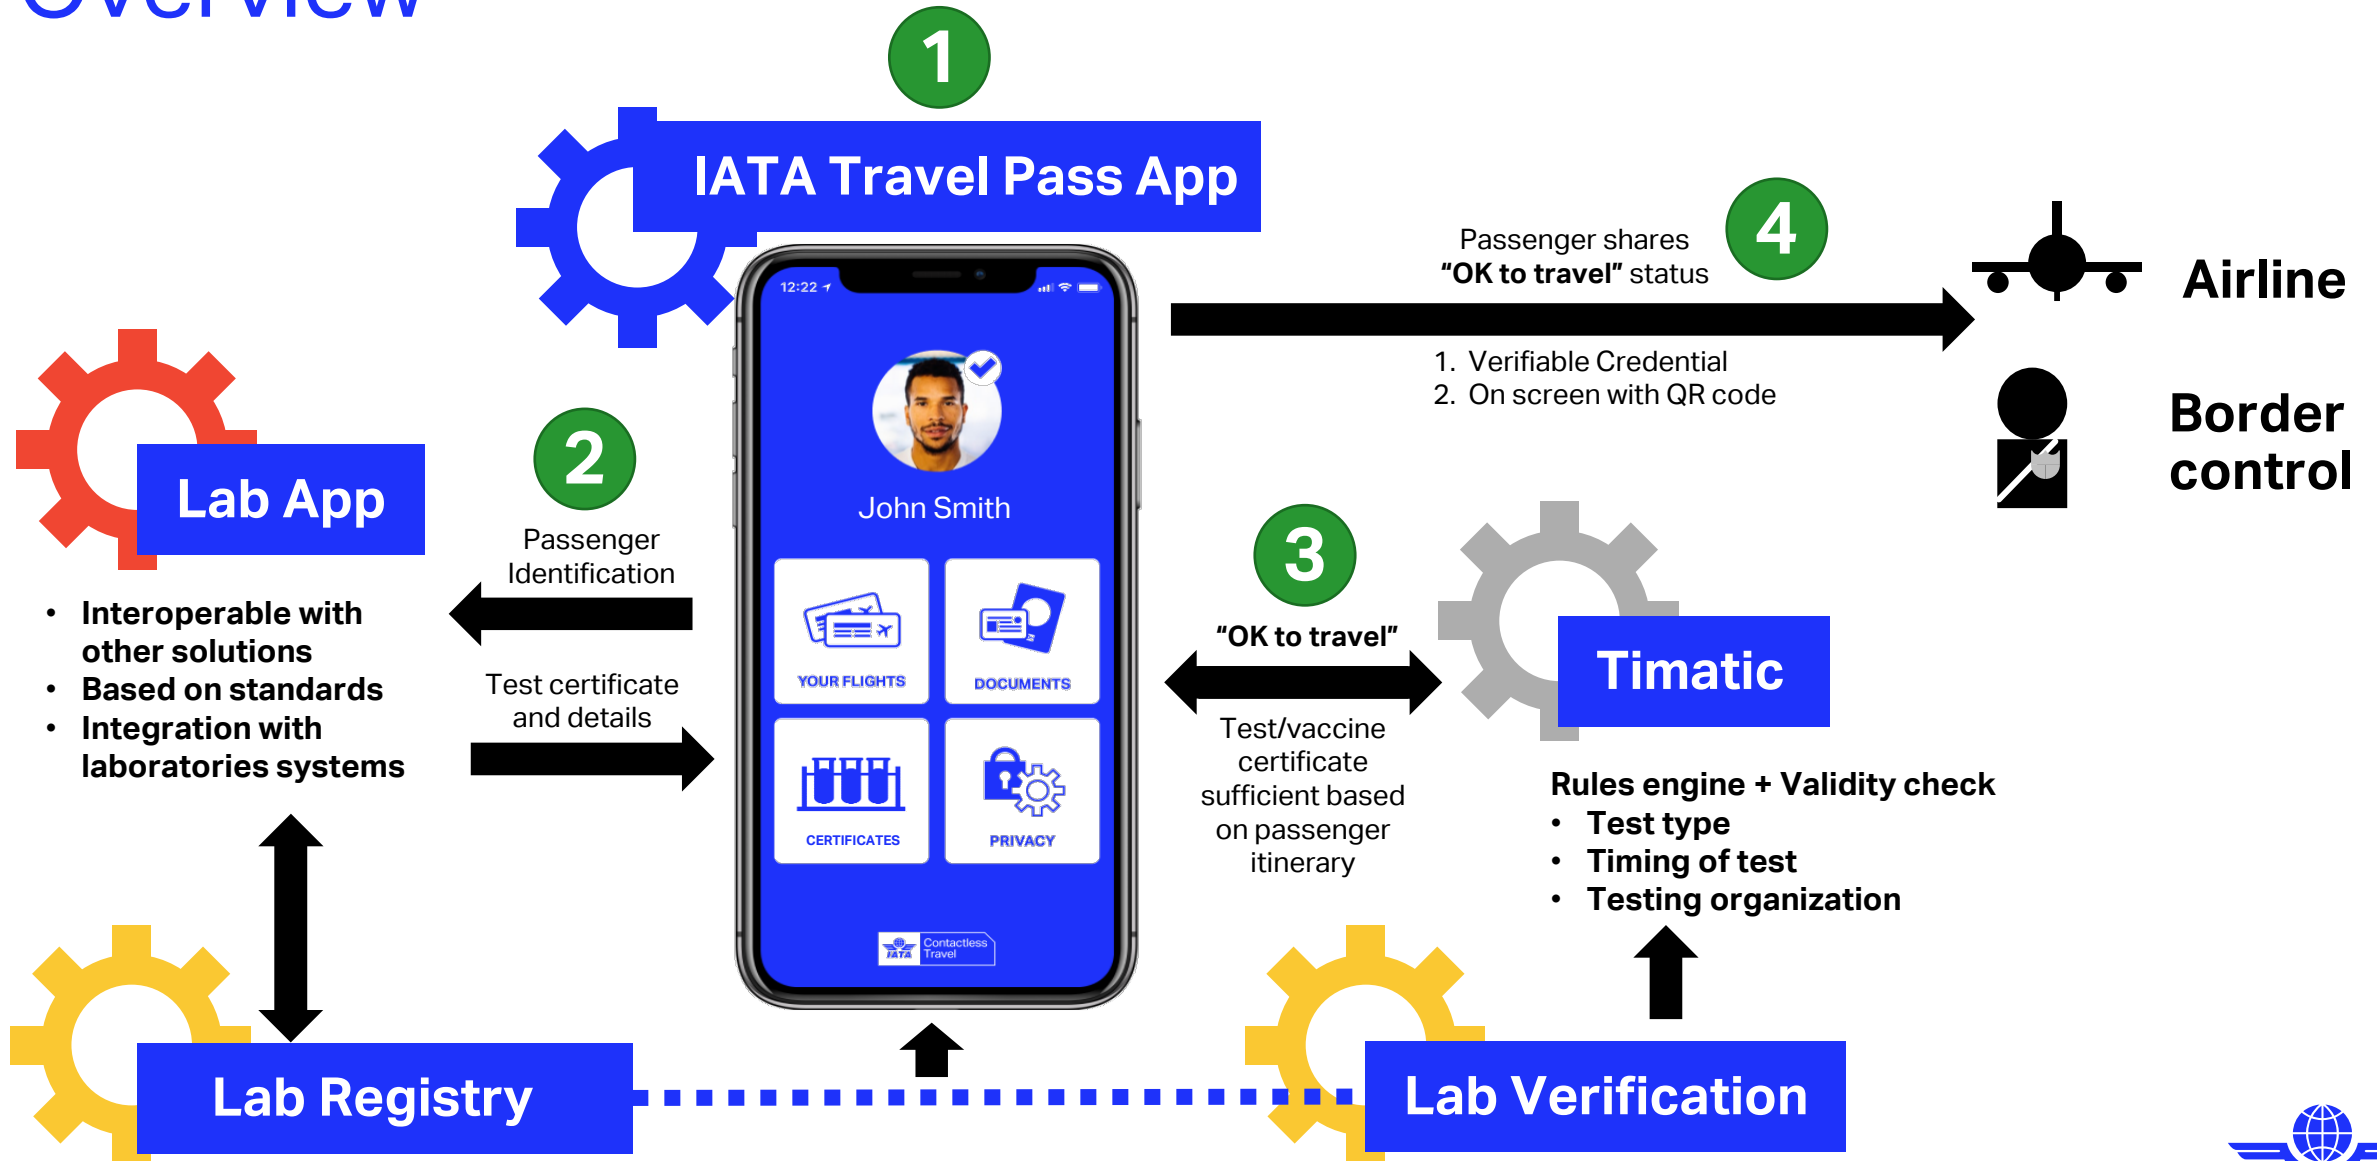 Overview
1
IATA Travel Pass App
Passenger shares
“OK to travel” status
4
1. Verifiable Credential
2. On screen with QR code
Airline
Border
control
12:22
John Smith
YOUR FLIGHTS
DOCUMENTS
CERTIFICATES
PRIVACY
IATA
Contactless
Travel
Lab App
2
Passenger
Identification
Test certificate
and details
• Interoperable with
other solutions
• Based on standards
• Integration with
laboratories systems
3
“OK to travel”
Test/vaccine
certificate
sufficient based
on passenger
itinerary
Timatic
Rules engine + Validity check
• Test type
• Timing of test
• Testing organization
Lab Registry
Lab Verification